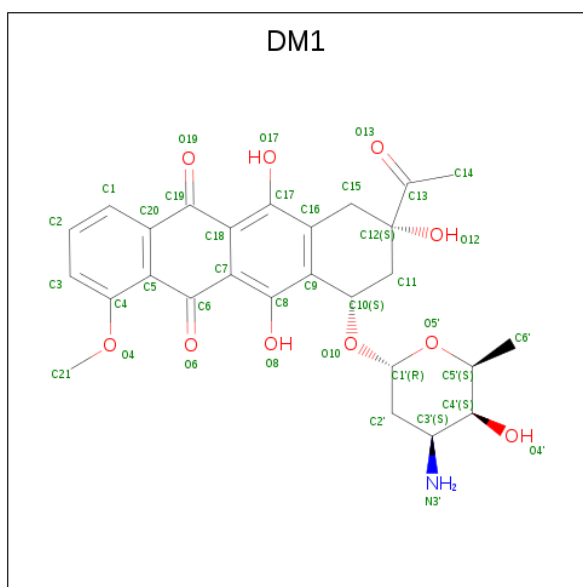 DM1
O19
O17
O
HO
O13
O
C14
C1
C19
C17
C15
C13
C2
C20
C16
C12(S)
OH
O12
C18
C3
C5
C7
C9
C11
C4
C6
C8
C10(S)
O
O
OH
O
O
O5'
C6'
O4
O6
O8
O10
C5'(S)
C21
C1'(R)
C4'(S)
C2'
C3'(S)
OH
O4'
NH2
N3'